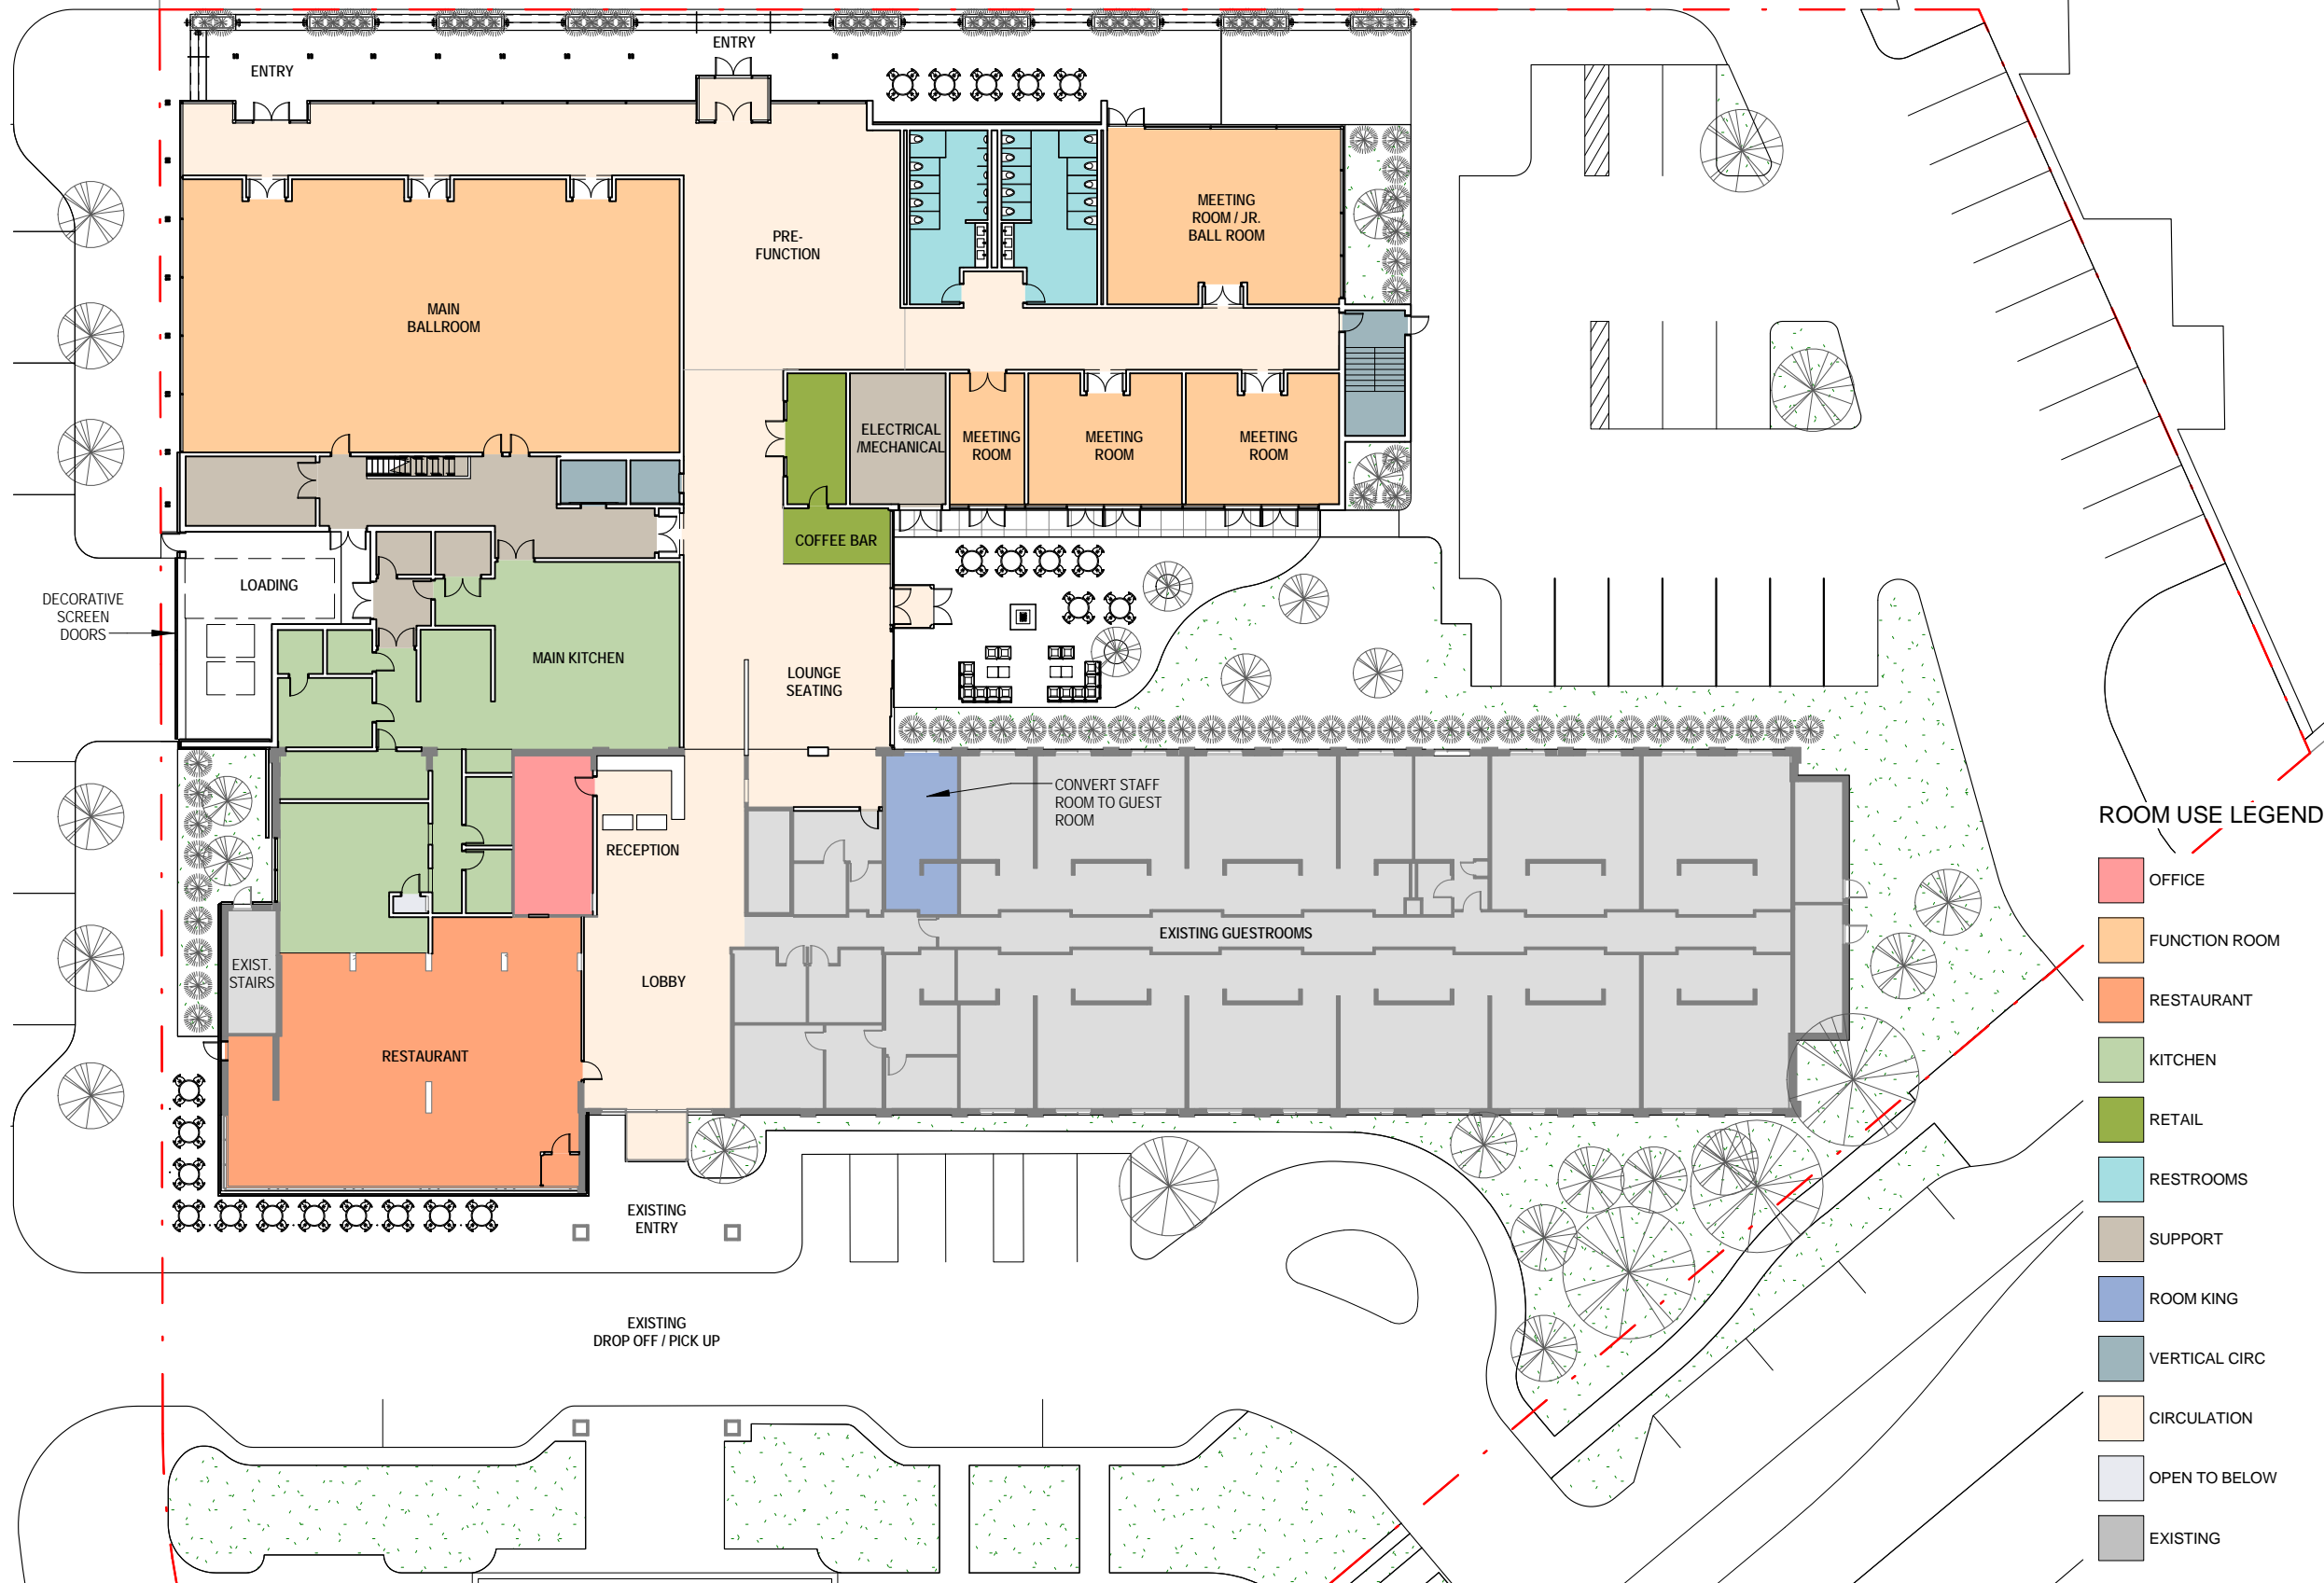 ENTRY
ENTRY
PRE-
FUNCTION
MEETING
ROOM / JR.
BALL ROOM
MAIN
BALLROOM
ELECTRICAL
/MECHANICAL
MEETING
ROOM
MEETING
ROOM
MEETING
ROOM
COFFEE BAR
LOADING
DECORATIVE
SCREEN
DOORS
MAIN KITCHEN
LOUNGE
SEATING
CONVERT STAFF
ROOM TO GUEST
ROOM
RECEPTION
EXISTING GUESTROOMS
EXIST.
STAIRS
LOBBY
RESTAURANT
EXISTING
ENTRY
EXISTING
DROP OFF / PICK UP
ROOM USE LEGEND
OFFICE
FUNCTION ROOM
RESTAURANT
KITCHEN
RETAIL
RESTROOMS
SUPPORT
ROOM KING
VERTICAL CIRC
CIRCULATION
OPEN TO BELOW
EXISTING